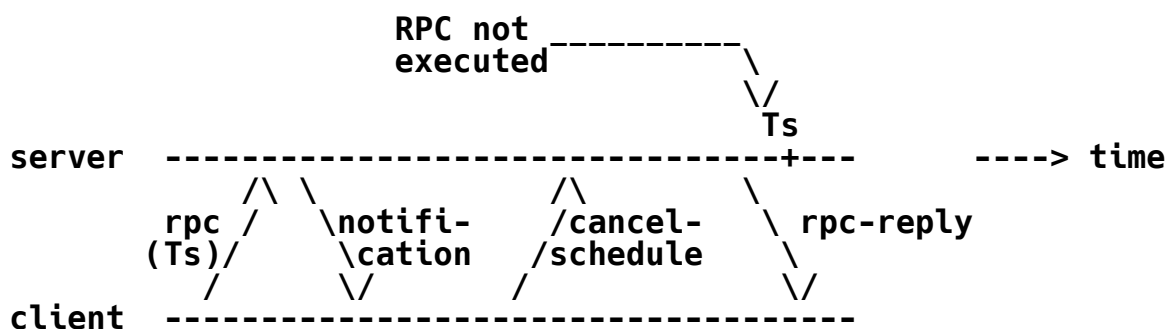 RPC not
executed
Ts
server ----> time
rpc notifi- cancel- rpc-reply
(Ts) cation schedule
client